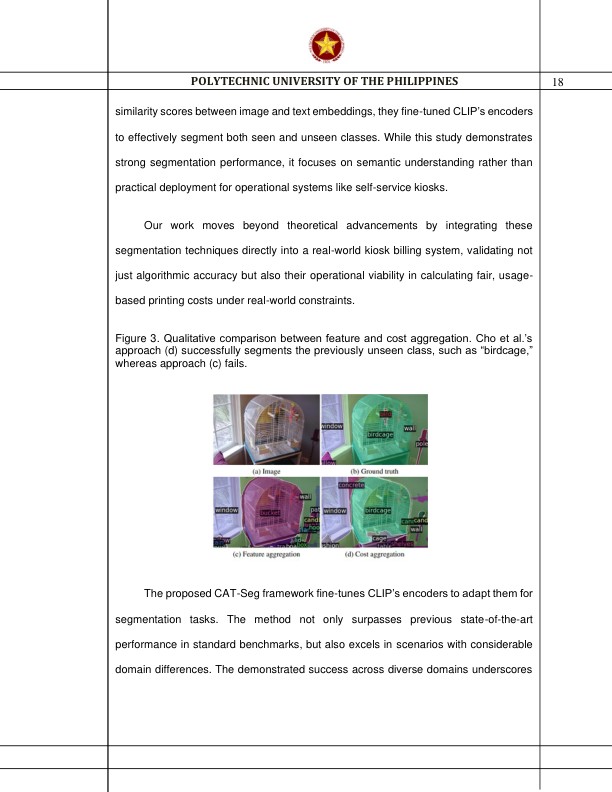 POLYTECHNIC UNIVERSITY OF THE PHILIPPINES
18
similarity scores between image and text embeddings, they fine-tuned CLIP’s encoders
to effectively segment both seen and unseen classes. While this study demonstrates
strong segmentation performance, it focuses on semantic understanding rather than
practical deployment for operational systems like self-service kiosks.
Our work moves beyond theoretical advancements by integrating these
segmentation techniques directly into a real-world kiosk billing system, validating not
just algorithmic accuracy but also their operational viability in calculating fair, usage-
based printing costs under real-world constraints.
Figure 3. Qualitative comparison between feature and cost aggregation. Cho et al.’s
approach (d) successfully segments the previously unseen class, such as “birdcage,”
whereas approach (c) fails.
window
birdcage
wall
pole
(a) Image
(b) Ground truth
window
bucket
wall
concrete
window
birdcage
wall
cage
(c) Feature aggregation
(d) Cost aggregation
The proposed CAT-Seg framework fine-tunes CLIP’s encoders to adapt them for
segmentation tasks. The method not only surpasses previous state-of-the-art
performance in standard benchmarks, but also excels in scenarios with considerable
domain differences. The demonstrated success across diverse domains underscores